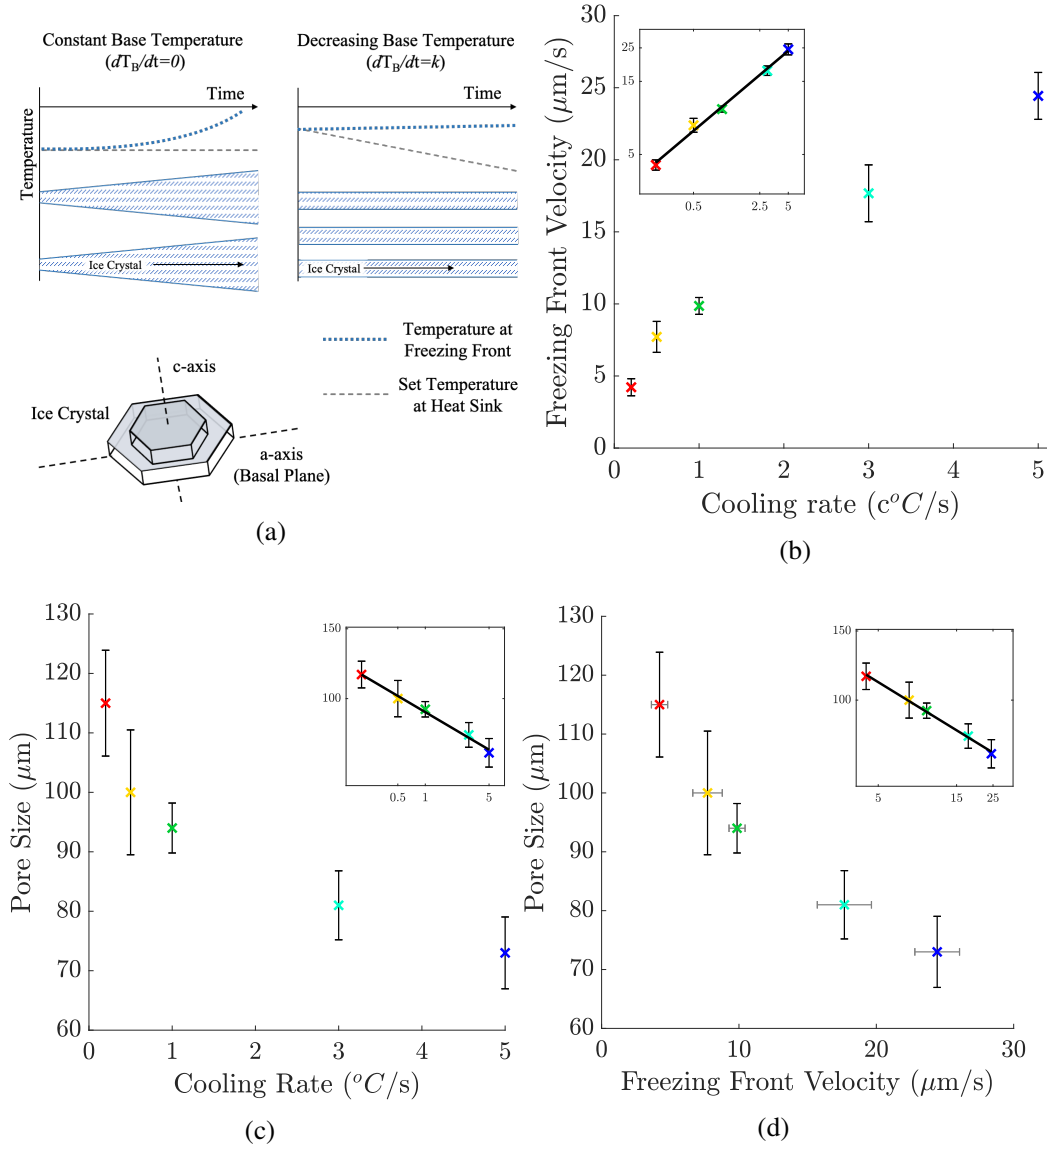 Constant Base Temperature
(dT_B/dt=0)
Decreasing Base Temperature
(dT_B/dt=k)
Time
Time
Temperature
Ice Crystal
Ice Crystal
Temperature at
Freezing Front
Set Temperature
at Heat Sink
c-axis
Ice Crystal
a-axis
(Basal Plane)
(a)
30
25
20
15
10
5
0
Freezing Front Velocity (μm/s)
25
15
5
0.5
2.5
5
0
1
2
3
4
5
Cooling rate (c°C/s)
(b)
130
120
110
100
90
80
70
60
Pore Size (μm)
150
100
0.5
1
5
0
1
2
3
4
5
Cooling Rate (°C/s)
(c)
130
120
110
100
90
80
70
60
Pore Size (μm)
150
100
5
15
25
0
10
20
30
Freezing Front Velocity (μm/s)
(d)